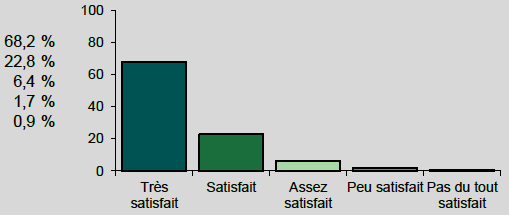 68,2 %
22,8 %
6,4 %
1,7 %
0,9 %
100
80
60
40
20
0
Très
satisfait
Satisfait
Assez
satisfait
Peu satisfait
Pas du tout
satisfait